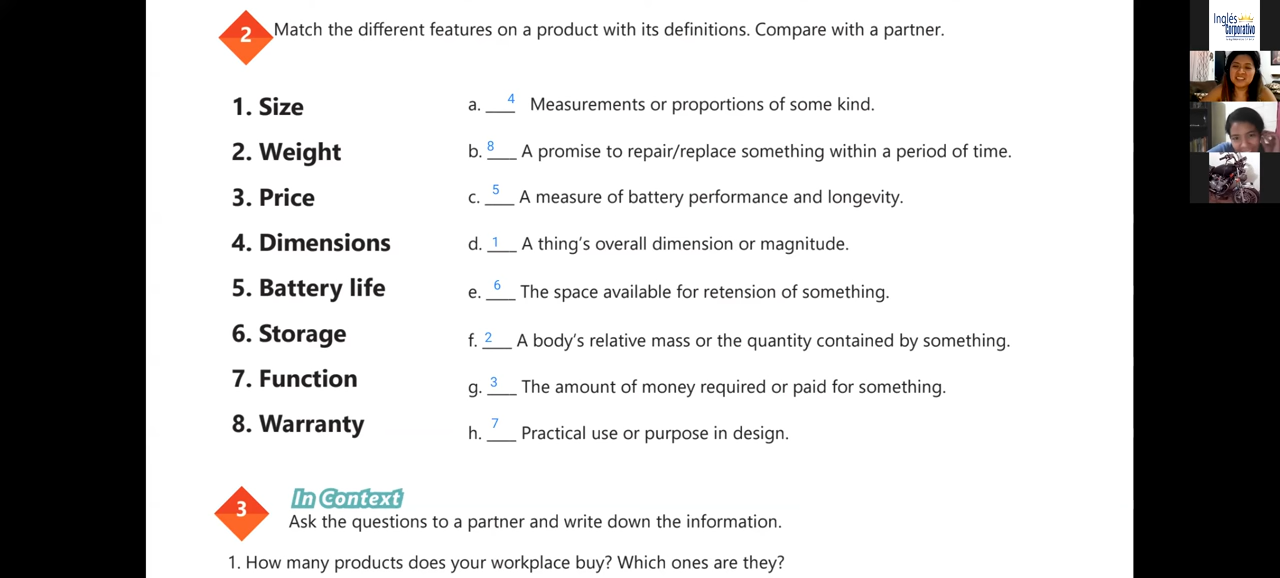 2 Match the different features on a product with its definitions. Compare with a partner.
1. Size
2. Weight
3. Price
4. Dimensions
5. Battery life
6. Storage
7. Function
8. Warranty
a. 4 Measurements or proportions of some kind.
b. 8 A promise to repair/replace something within a period of time.
c. 5 A measure of battery performance and longevity.
d. 1 A thing's overall dimension or magnitude.
e. 6 The space available for retension of something.
f. 2 A body's relative mass or the quantity contained by something.
g. 3 The amount of money required or paid for something.
h. 7 Practical use or purpose in design.
3 In Context
Ask the questions to a partner and write down the information.
1. How many products does your workplace buy? Which ones are they?
Inglés
Corporativo